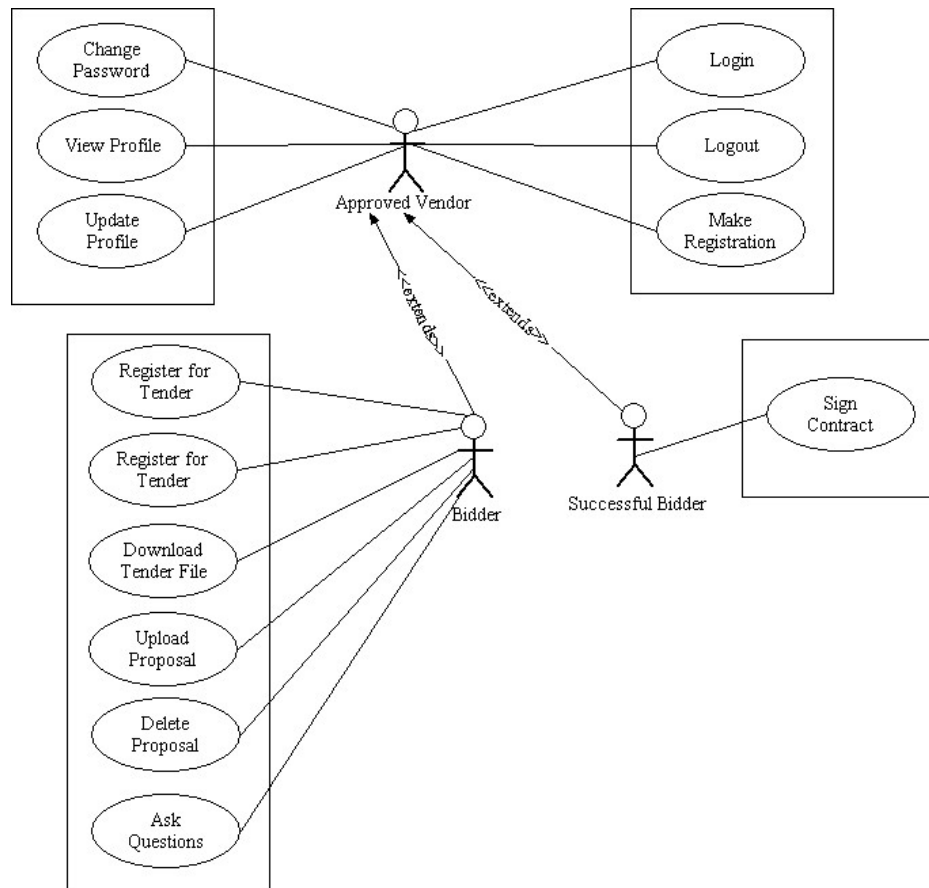 Change
Password
View Profile
Update
Profile
Login
Logout
Make
Registration
Approved Vendor
<<extends>>
<<extends>>
Register for
Tender
Register for
Tender
Download
Tender File
Upload
Proposal
Delete
Proposal
Ask
Questions
Bidder
Successful Bidder
Sign
Contract